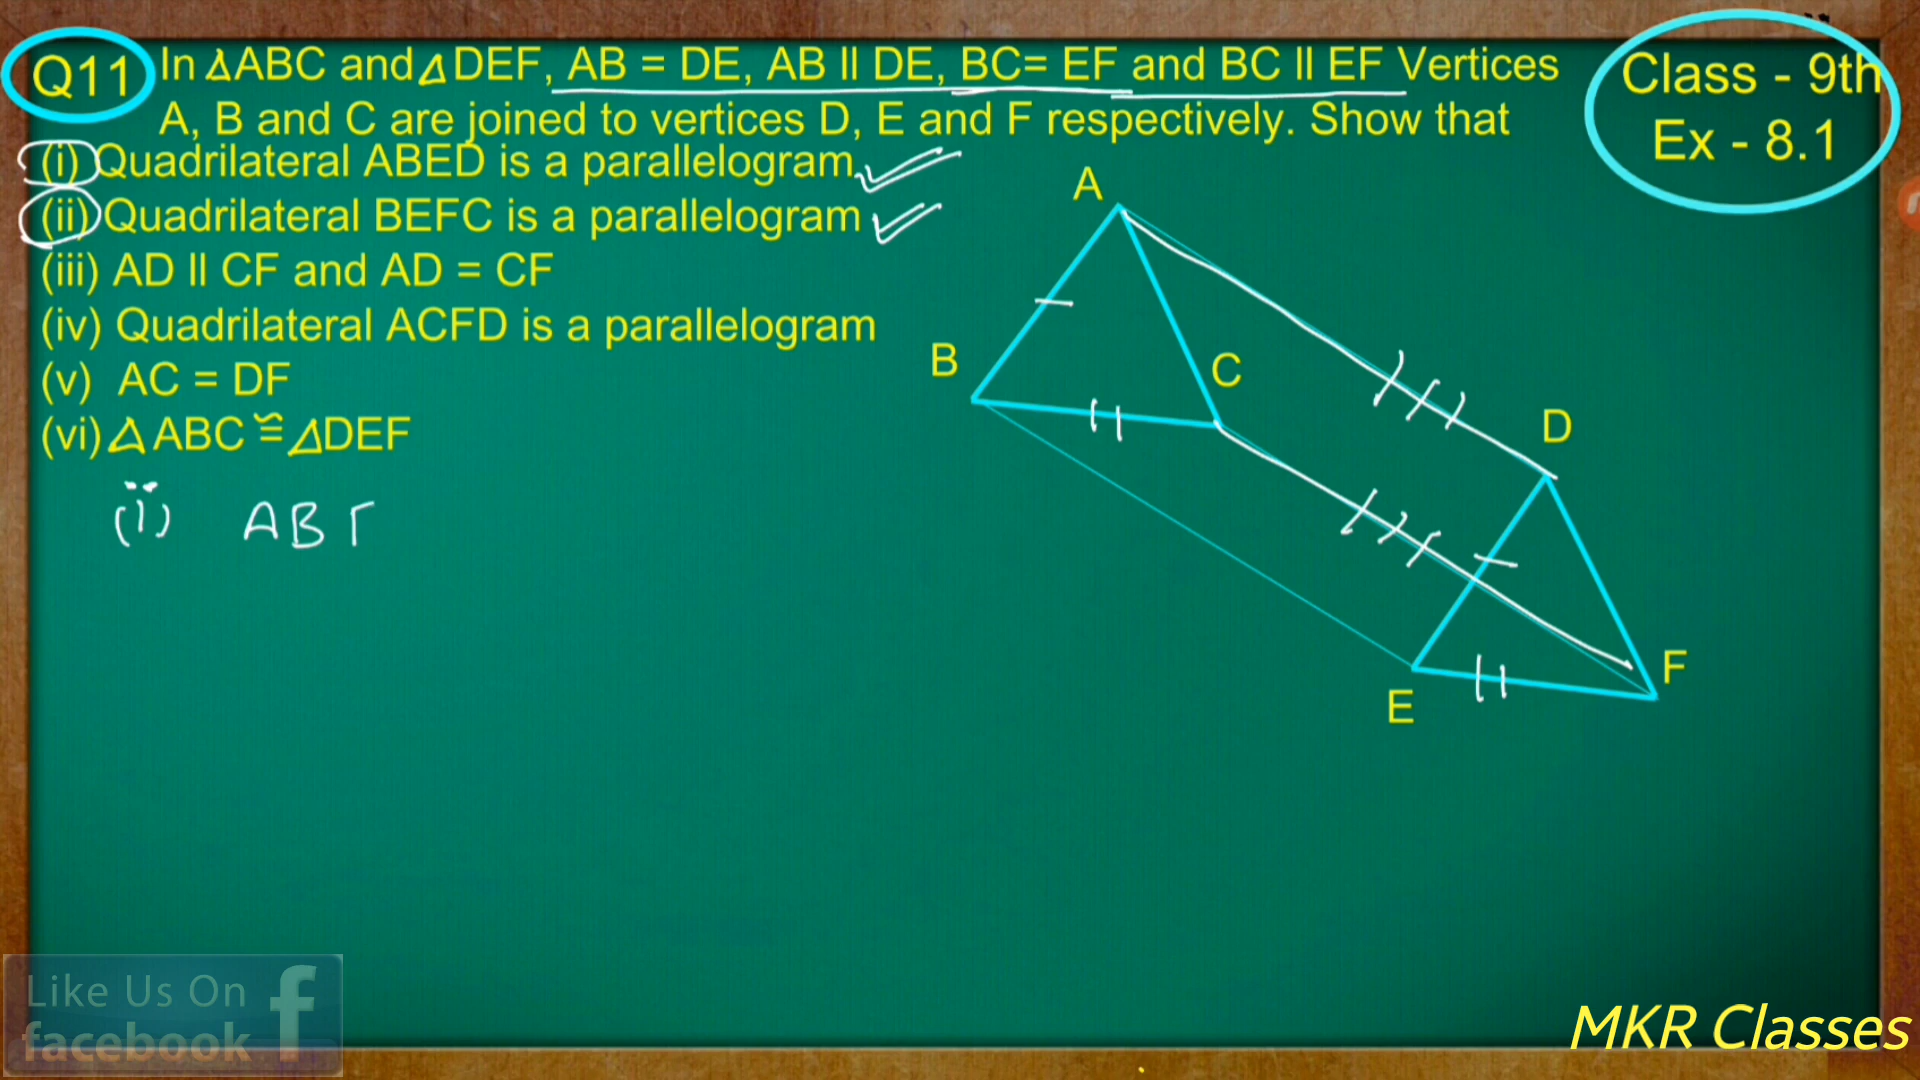 Q11 In ΔABC and Δ DEF, AB = DE, AB ll DE, BC= EF and BC ll EF Vertices
A, B and C are joined to vertices D, E and F respectively. Show that
(i) Quadrilateral ABED is a parallelogram
(ii) Quadrilateral BEFC is a parallelogram
(iii) AD ll CF and AD = CF
(iv) Quadrilateral ACFD is a parallelogram
(v) AC = DF
(vi) Δ ABC ≅ ΔDEF
Class - 9th
Ex - 8.1
A
B
C
D
E
F
(i) AB
Like Us On
facebook
f
MKR Classes